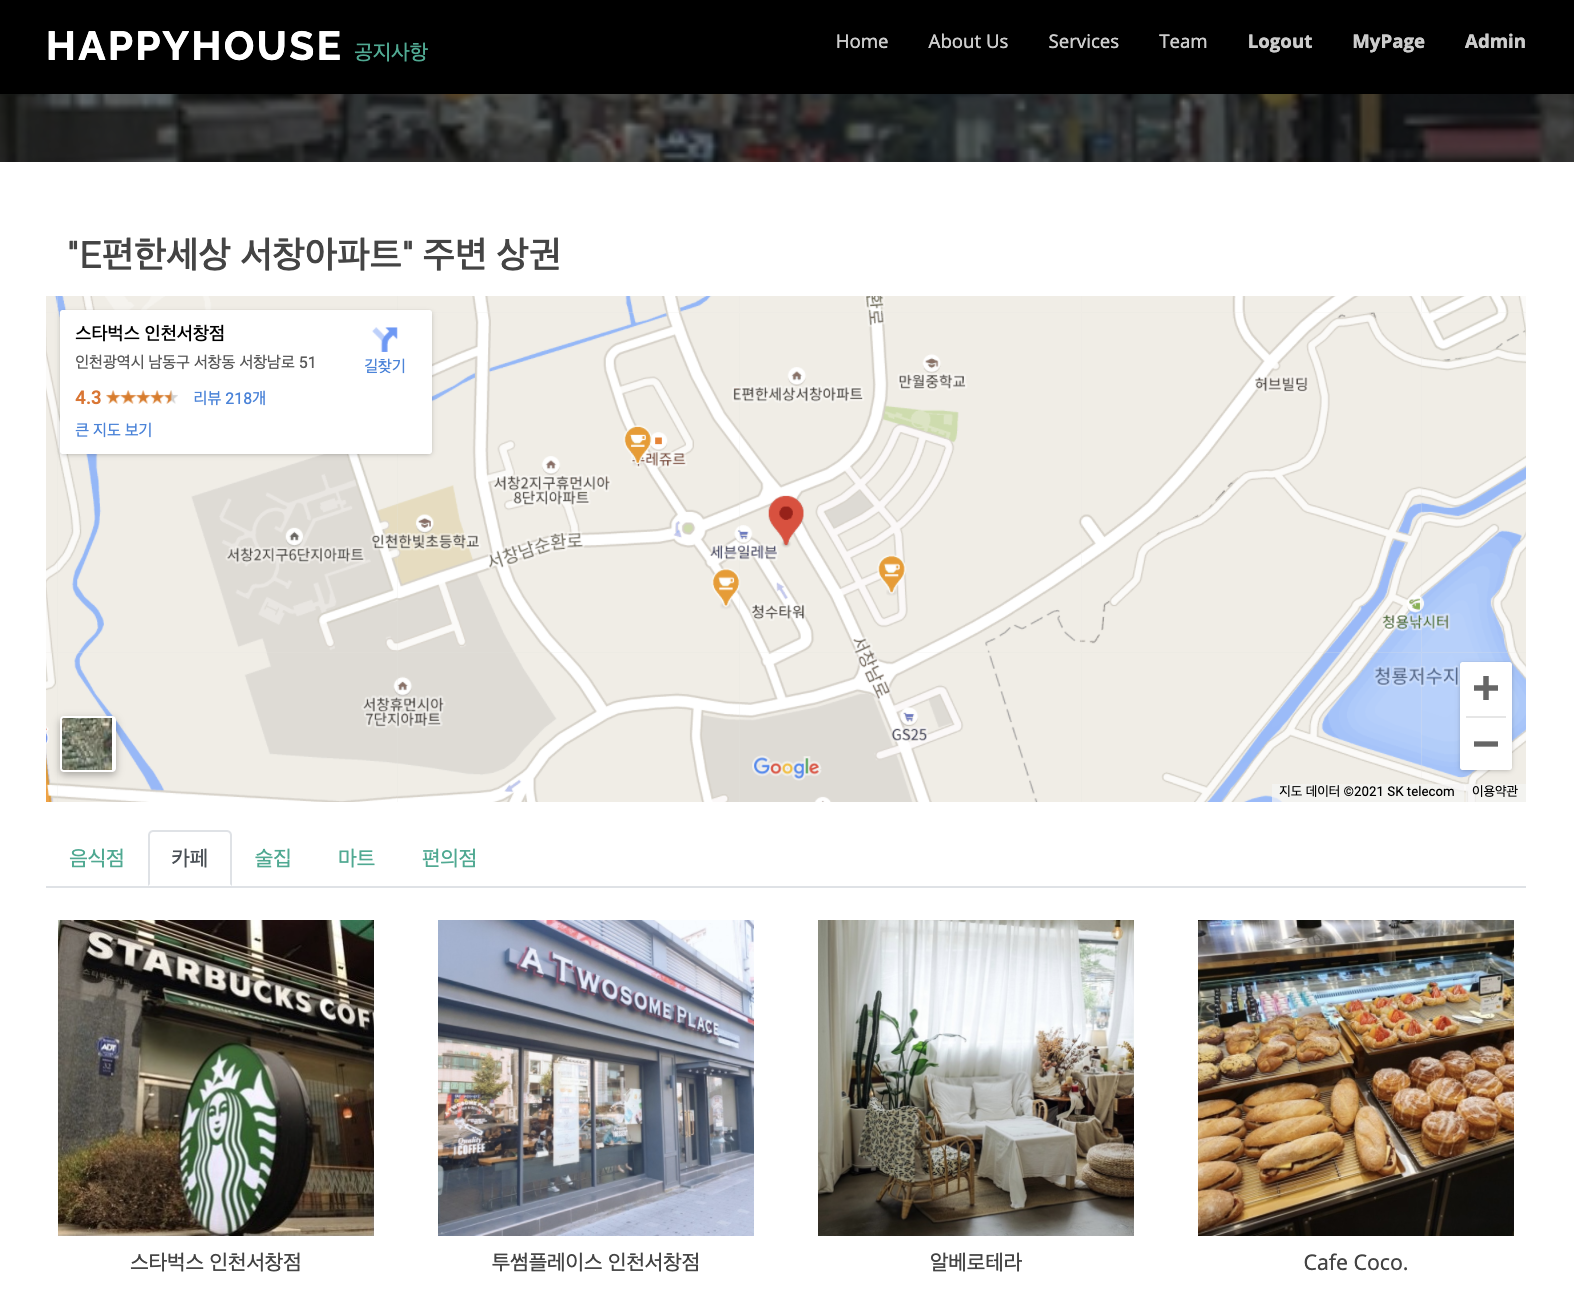 HAPPYHOUSE 공지사항
Home About Us Services Team Logout MyPage Admin
"E편한세상 서창아파트" 주변 상권
스타벅스 인천서창점
인천광역시 남동구 서창동 서창남로 51
길찾기
4.3 리뷰 218개
큰 지도 보기
화로
만월중학교
E편한세상서창아파트
허브빌딩
서창2지구휴먼시아
8단지아파트
인천한빛초등학교
서창2지구6단지아파트
서창남순환로
세븐일레븐
청수타워
청룡낚시터
서창남로
청룡저수지
서창휴먼시아
7단지아파트
GS25
Google
지도 데이터 ©2021 SK telecom 이용약관
음식점 카페 술집 마트 편의점
STARBUCKS COF
ADT
A TWOSOME PLACE
Quality
COFFEE
스타벅스 인천서창점
투썸플레이스 인천서창점
알베로테라
Cafe Coco.